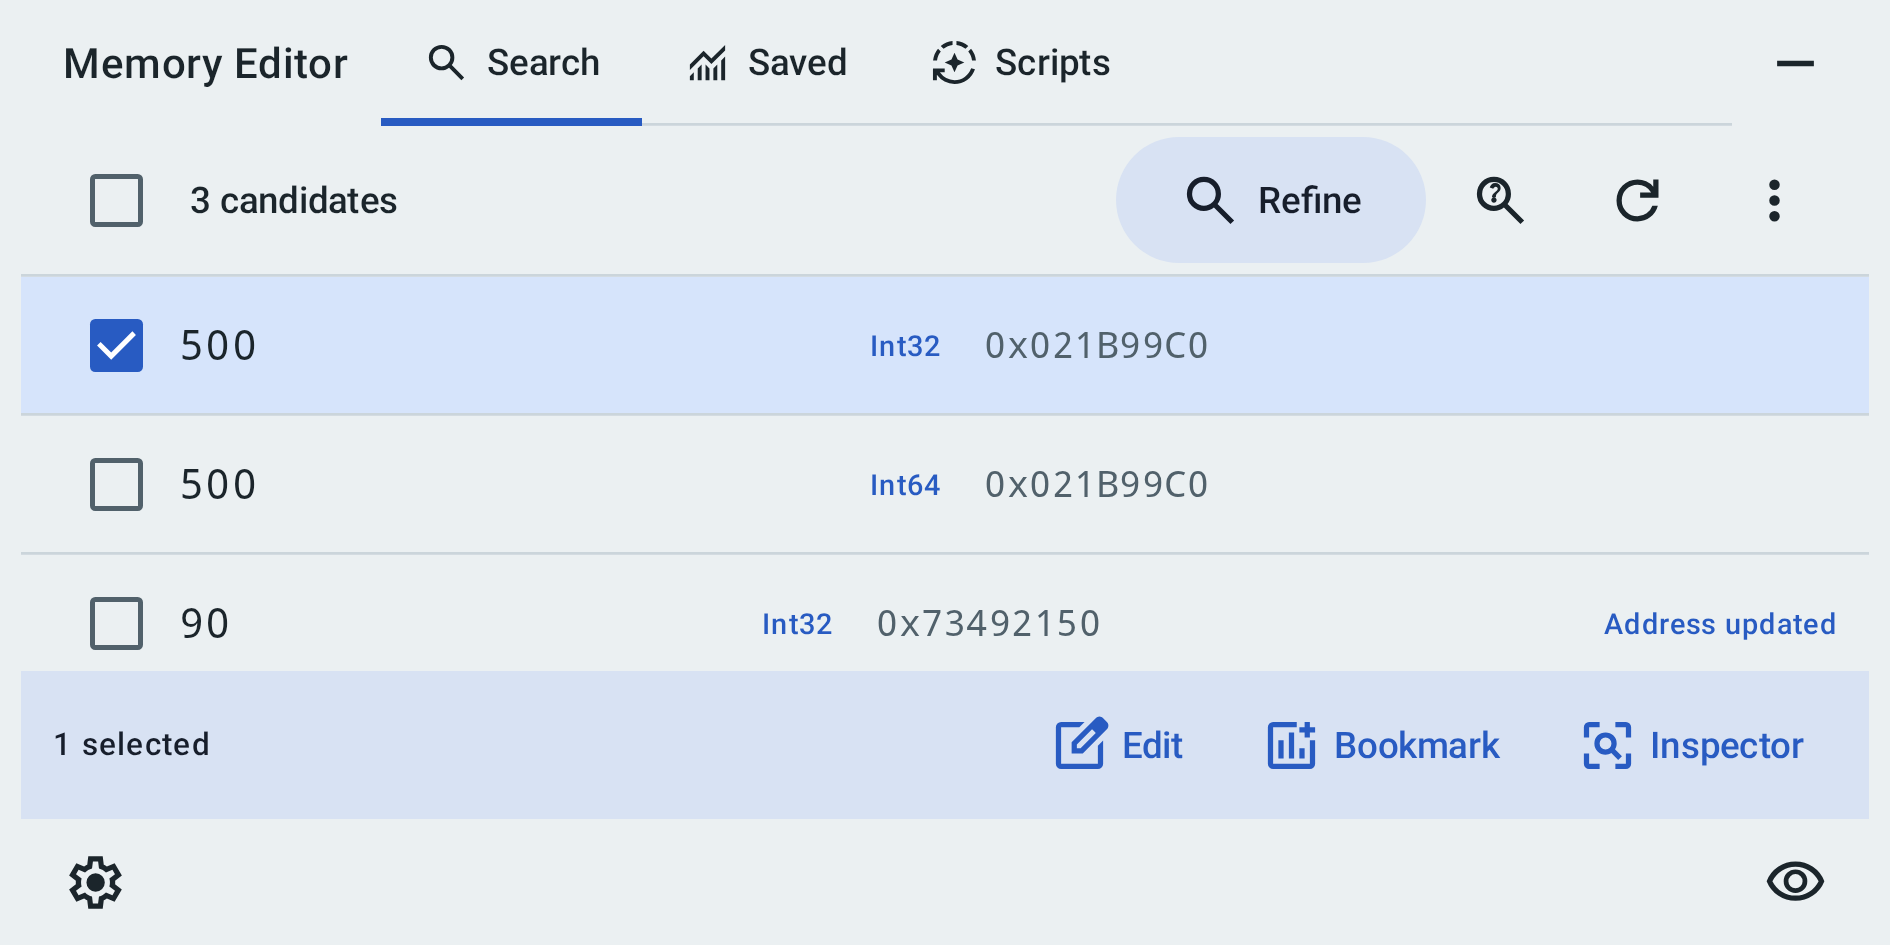 Memory Editor Search Saved Scripts
3 candidates Refine
500 Int32 0x021B99C0
500 Int64 0x021B99C0
90 Int32 0x73492150 Address updated
1 selected Edit Bookmark Inspector